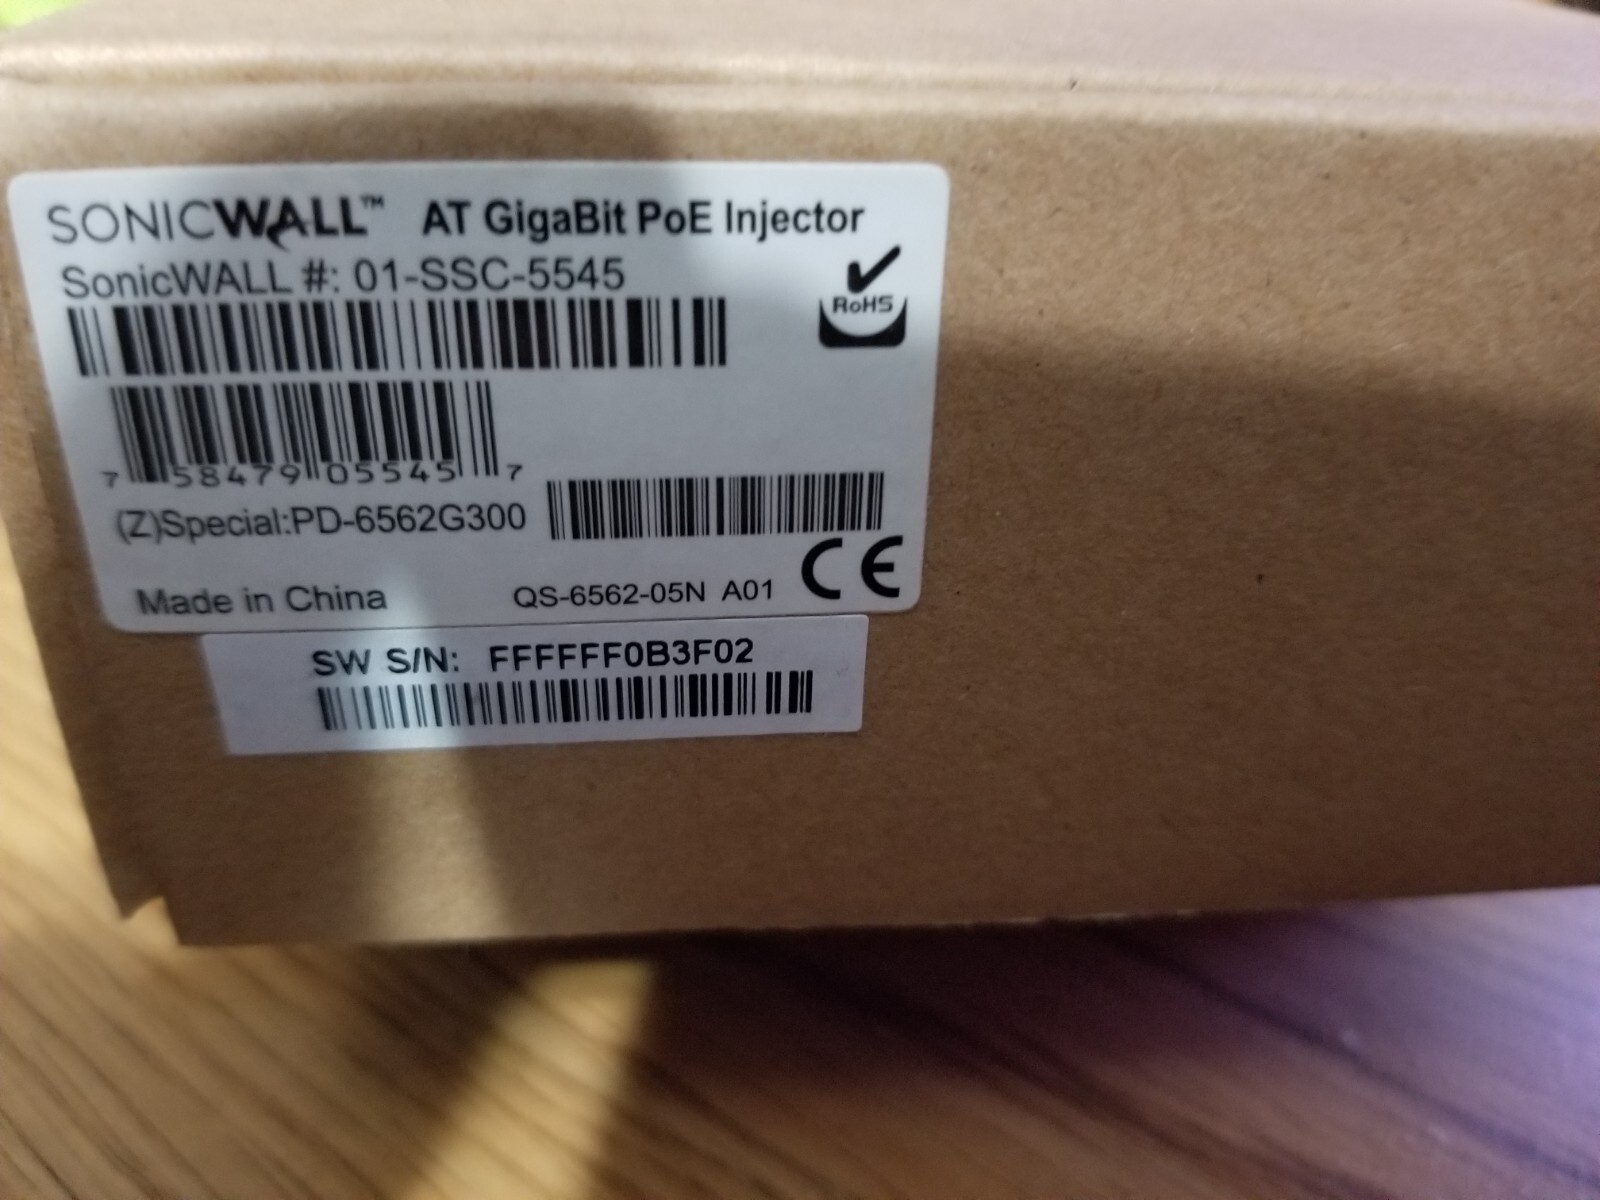 SONICWALL™ AT GigaBit PoE Injector
SonicWALL #: 01-SSC-5545
RoHS
7 58479 05545 7
(Z)Special:PD-6562G300
CE
Made in China QS-6562-05N A01
SW S/N: FFFFFF0B3F02